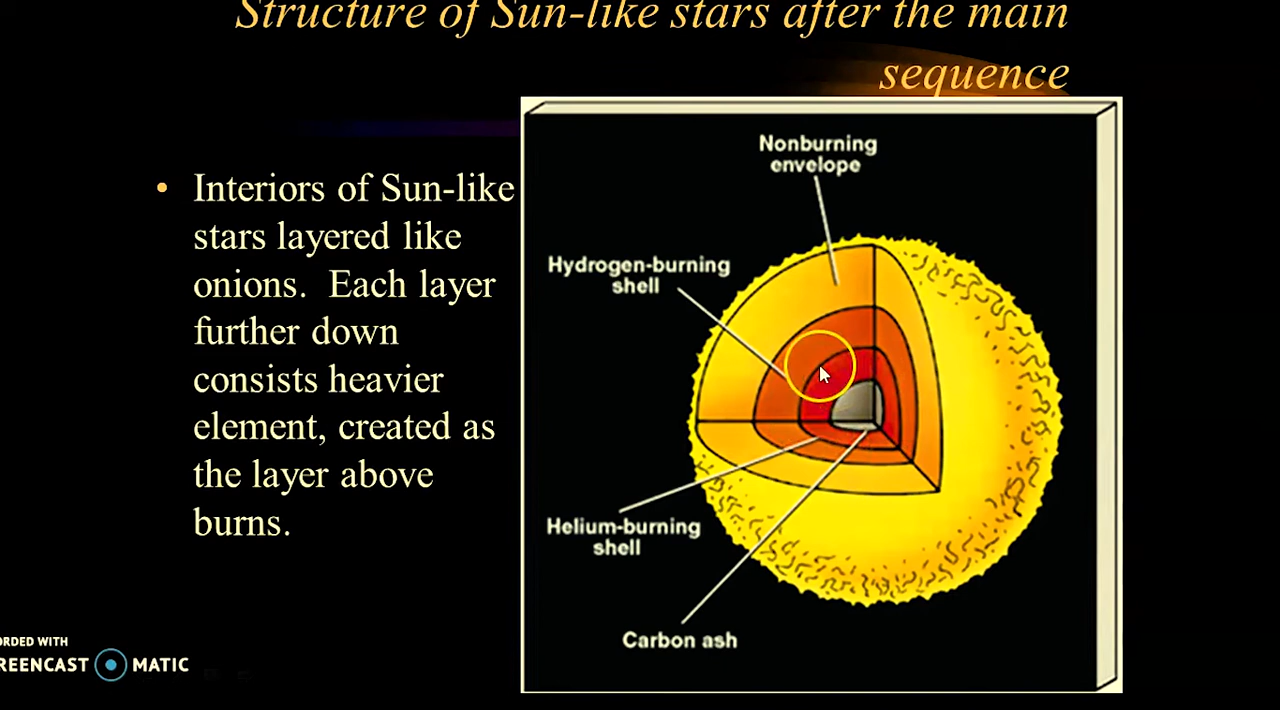 Structure of Sun-like stars after the main
sequence
• Interiors of Sun-like
stars layered like
onions.  Each layer
further down
consists heavier
element, created as
the layer above
burns.
Nonburning
envelope
Hydrogen-burning
shell
Helium-burning
shell
Carbon ash
ORDED WITH
REENCAST MATIC